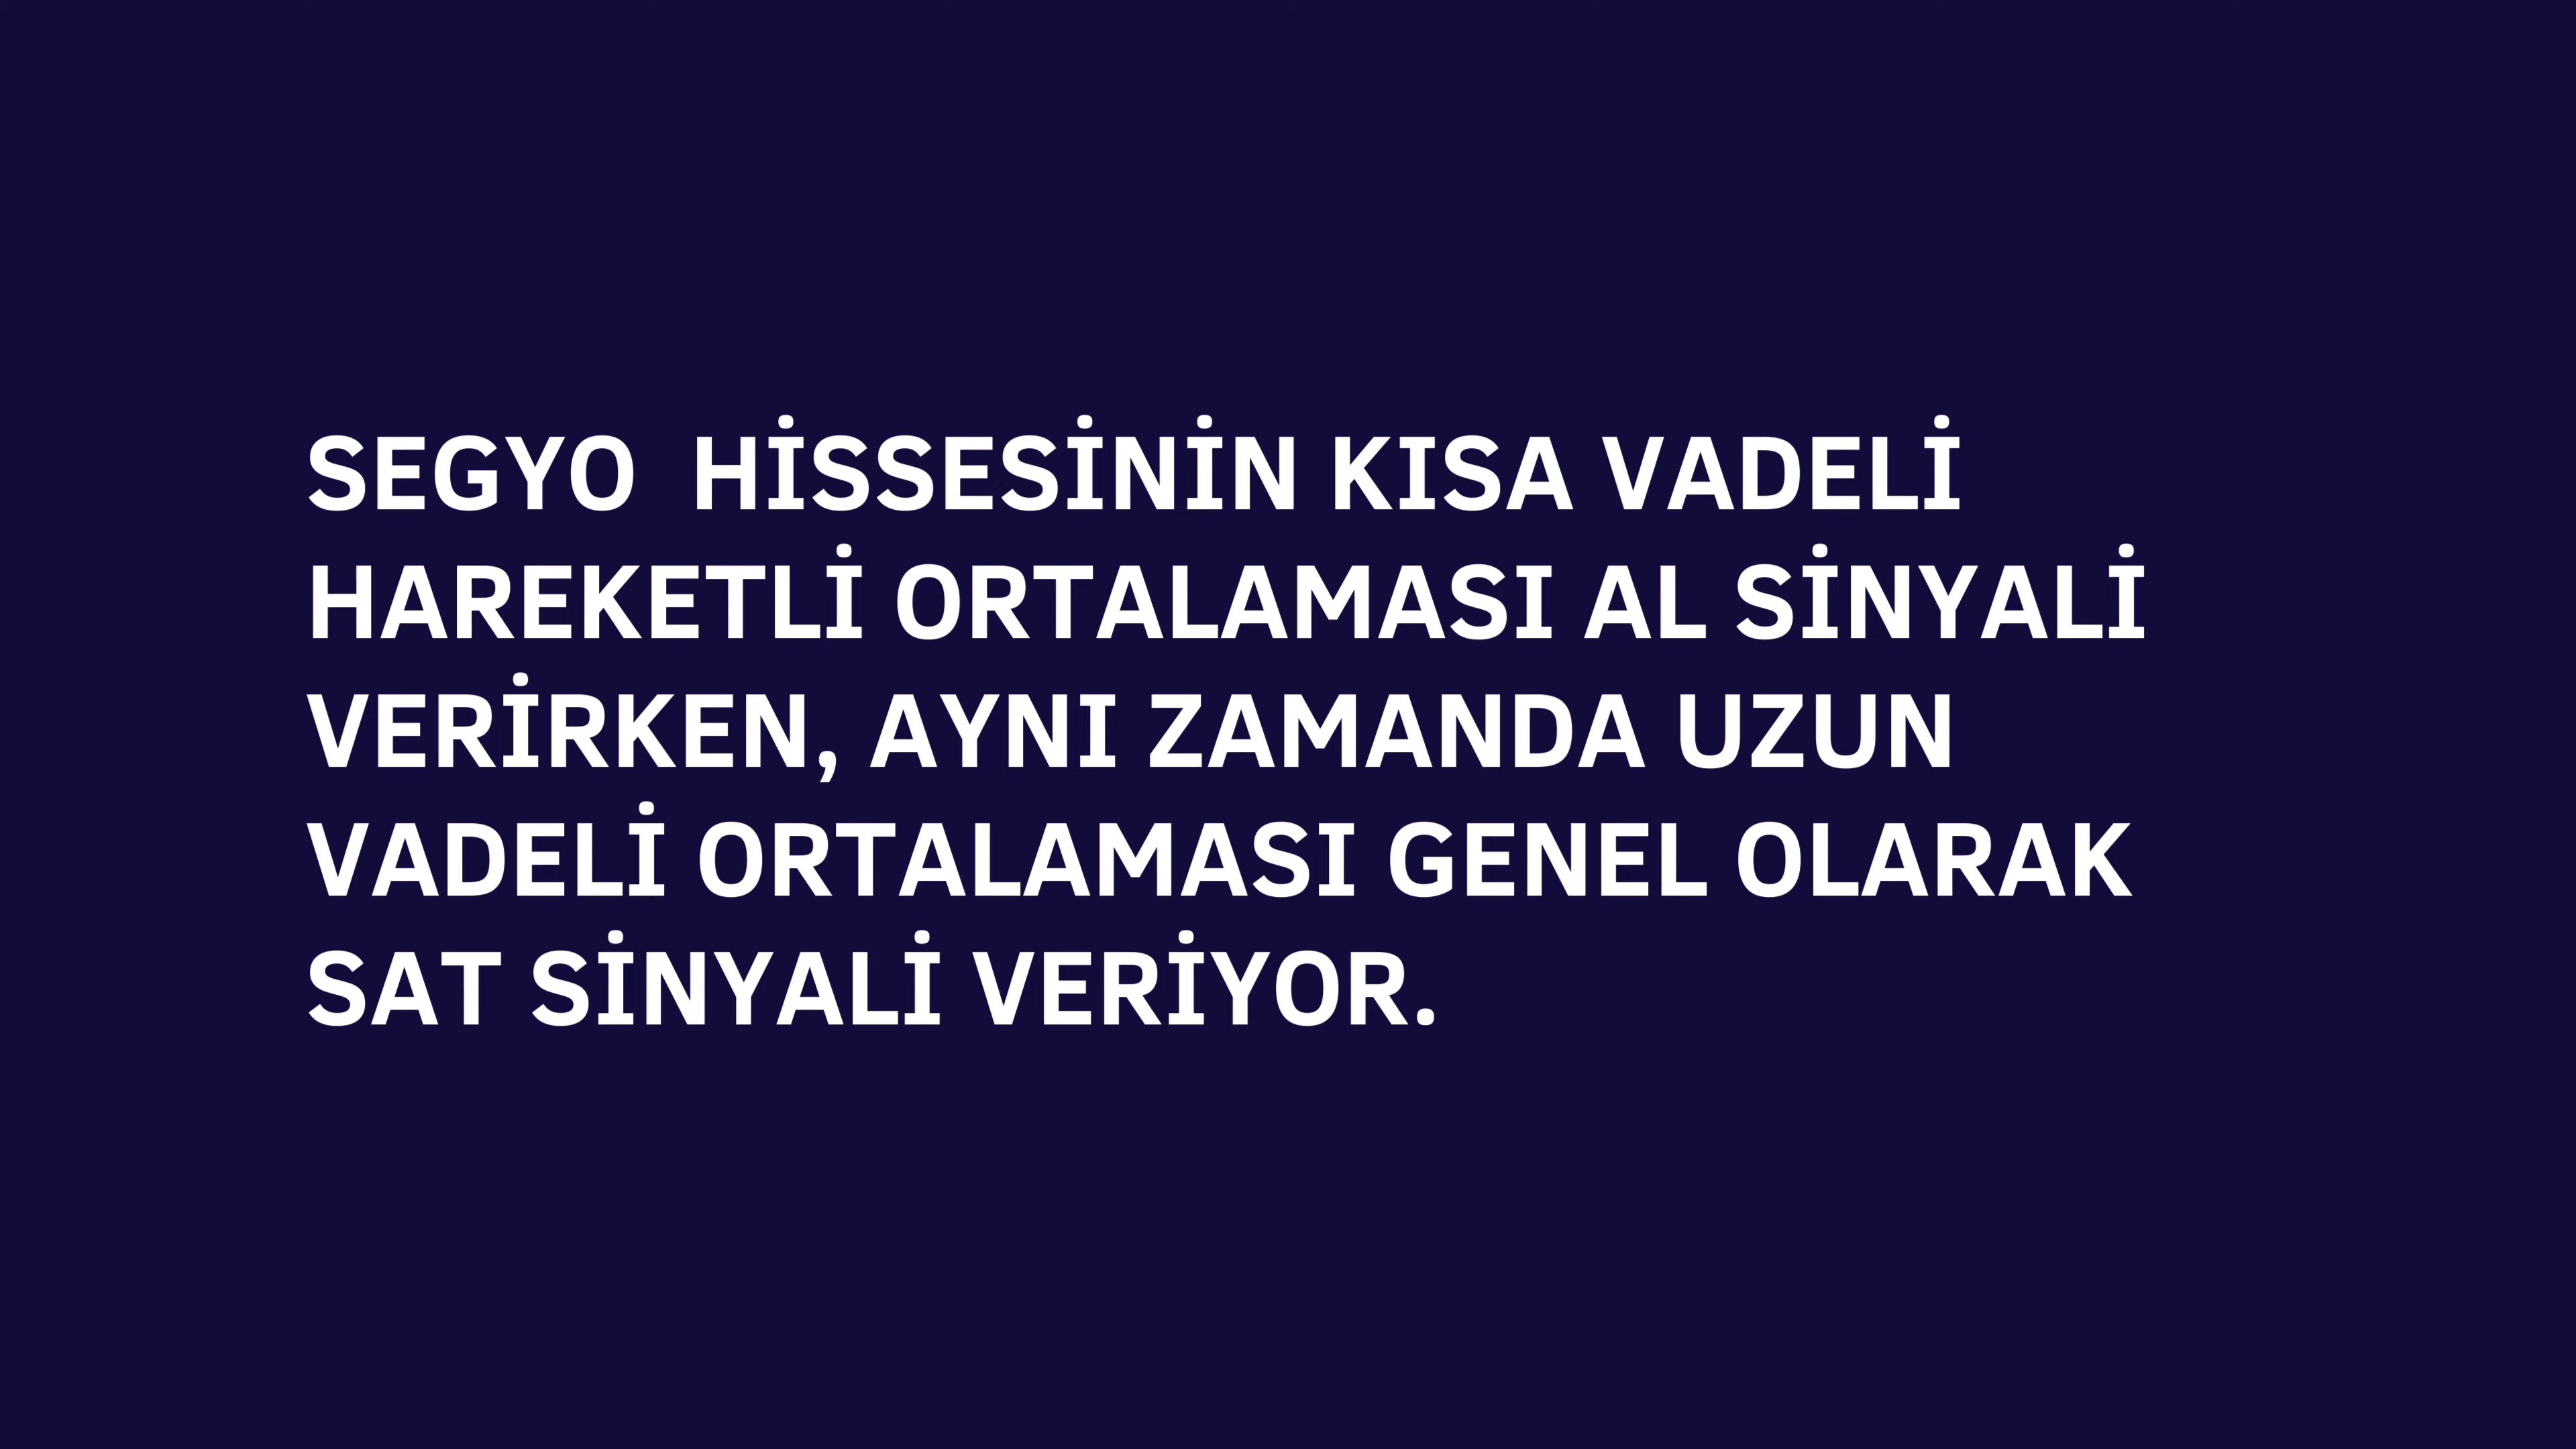 SEGYO  HİSSESİNİN KISA VADELİ
HAREKETLİ ORTALAMASI AL SİNYALİ
VERİRKEN, AYNI ZAMANDA UZUN
VADELİ ORTALAMASI GENEL OLARAK
SAT SİNYALİ VERİYOR.